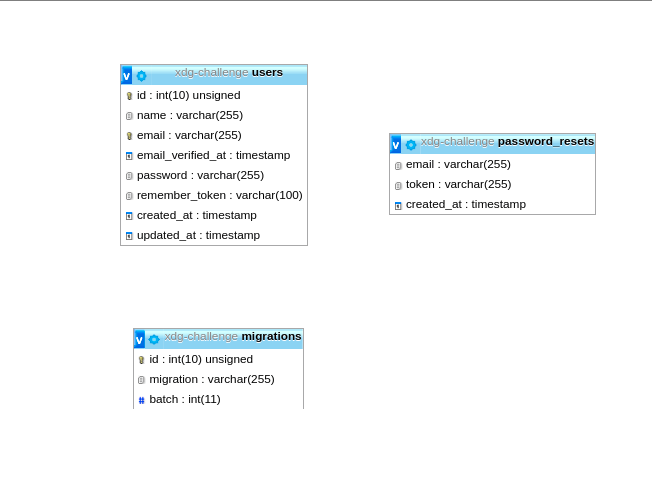 v xdg-challenge users
id : int(10) unsigned
name : varchar(255)
email : varchar(255)
email_verified_at : timestamp
password : varchar(255)
remember_token : varchar(100)
created_at : timestamp
updated_at : timestamp
v xdg-challenge password_resets
email : varchar(255)
token : varchar(255)
created_at : timestamp
v xdg-challenge migrations
id : int(10) unsigned
migration : varchar(255)
# batch : int(11)